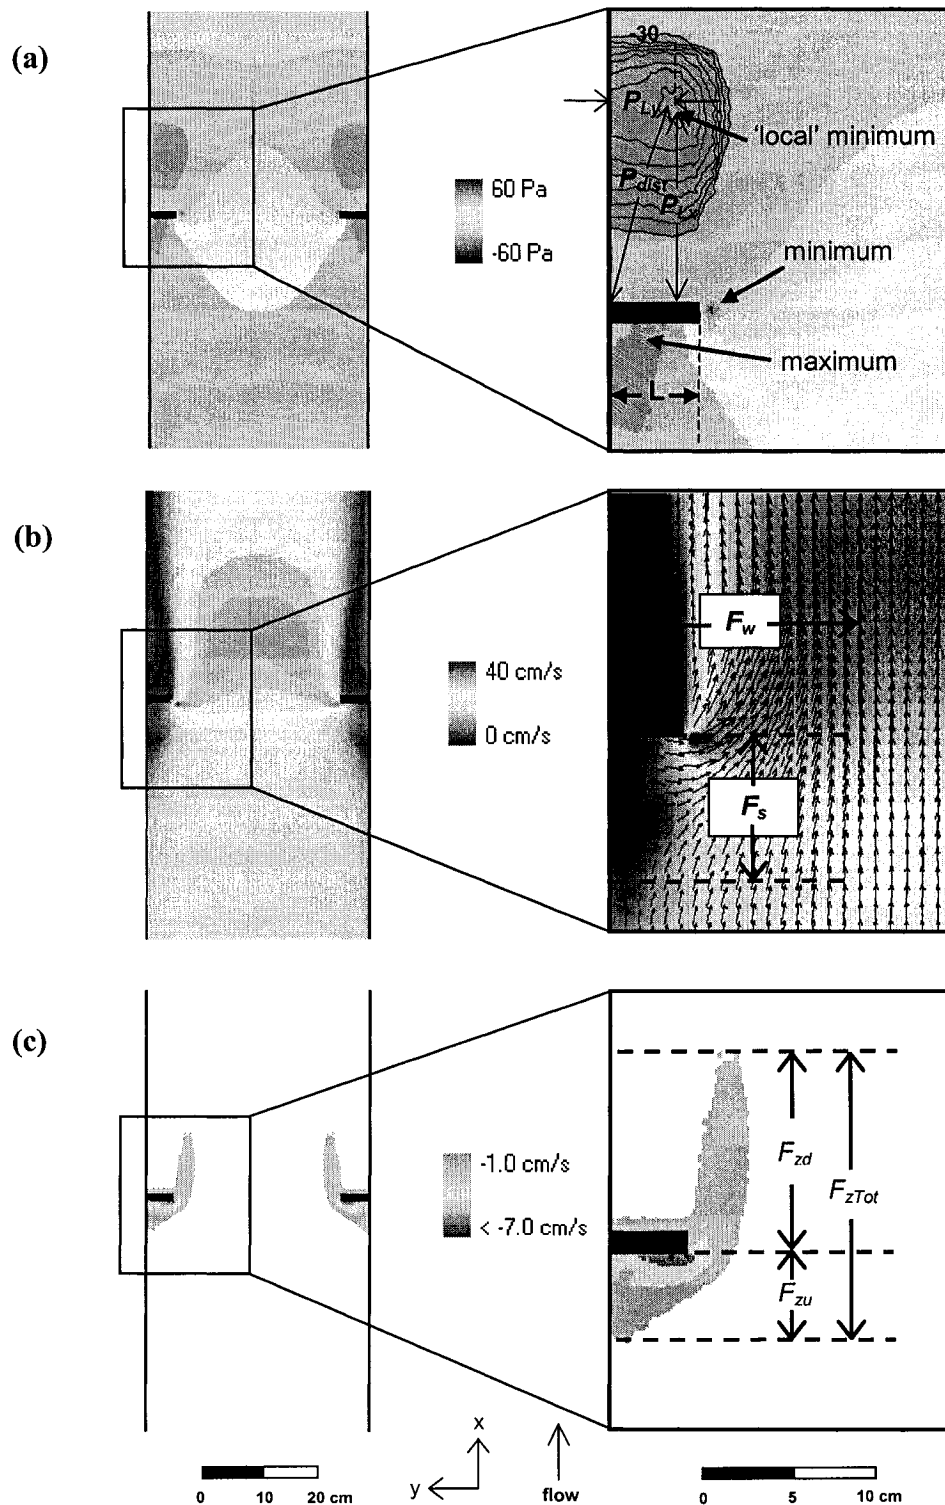 (a)
-30
P_Ly
'local' minimum
60 Pa
-60 Pa
P_dist
P_Lx
minimum
maximum
L
(b)
40 cm/s
0 cm/s
F_w
F_s
(c)
-1.0 cm/s
< -7.0 cm/s
F_zd
F_zTot
F_zu
x
y
flow
0 10 20 cm
0 5 10 cm